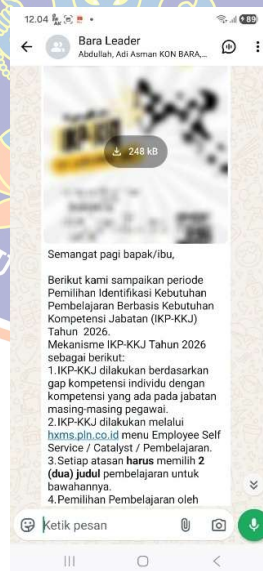 12.04
89
Bara Leader
Abdullah, Adi Asman KON BARA,...
248 kB
Semangat pagi bapak/ibu,
Berikut kami sampaikan periode
Pemilihan Identifikasi Kebutuhan
Pembelajaran Berbasis Kebutuhan
Kompetensi Jabatan (IKP-KKJ)
Tahun 2026.
Mekanisme IKP-KKJ Tahun 2026
sebagai berikut:
1.IKP-KKJ dilakukan berdasarkan
gap kompetensi individu dengan
kompetensi yang ada pada jabatan
masing-masing pegawai.
2.IKP-KKJ dilakukan melalui
hxms.pln.co.id menu Employee Self
Service / Catalyst / Pembelajaran.
3.Setiap atasan harus memilih 2
(dua) judul pembelajaran untuk
bawahannya.
4.Pemilihan Pembelajaran oleh
Ketik pesan